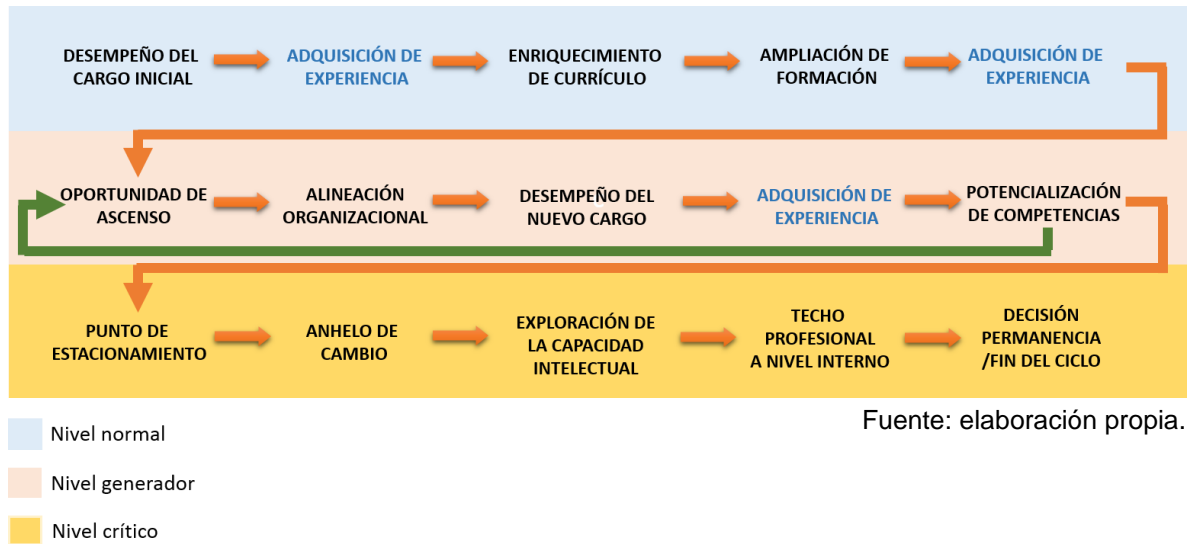 DESEMPEÑO DEL
CARGO INICIAL
ADQUISICIÓN DE
EXPERIENCIA
ENRIQUECIMIENTO
DE CURRÍCULO
AMPLIACIÓN DE
FORMACIÓN
ADQUISICIÓN DE
EXPERIENCIA
OPORTUNIDAD DE
ASCENSO
ALINEACIÓN
ORGANIZACIONAL
DESEMPEÑO DEL
NUEVO CARGO
ADQUISICIÓN DE
EXPERIENCIA
POTENCIALIZACIÓN
DE COMPETENCIAS
PUNTO DE
ESTACIONAMIENTO
ANHELO DE
CAMBIO
EXPLORACIÓN DE
LA CAPACIDAD
INTELECTUAL
TECHO
PROFESIONAL
A NIVEL INTERNO
DECISIÓN
PERMANENCIA
/FIN DEL CICLO
Fuente: elaboración propia.
Nivel normal
Nivel generador
Nivel crítico